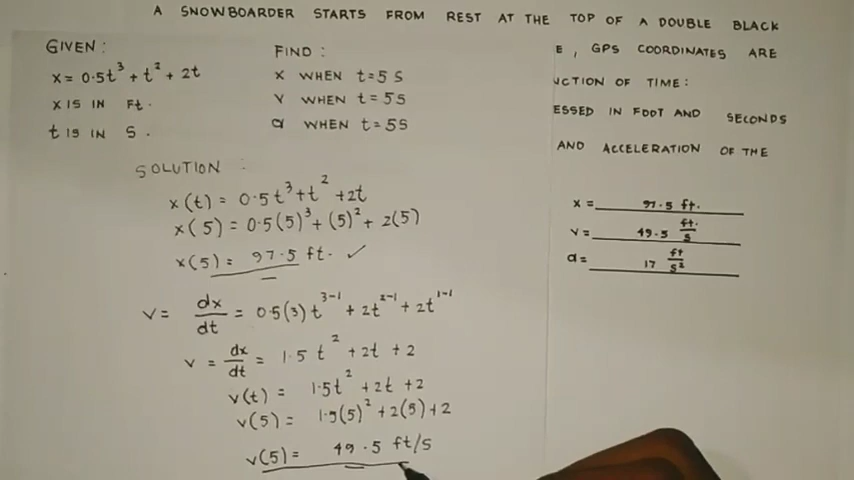 A SNOWBOARDER STARTS FROM REST AT THE TOP OF A DOUBLE BLACK
E, GPS COORDINATES ARE
UCTION OF TIME:
ESSED IN FOOT AND SECONDS
AND ACCELERATION OF THE
GIVEN:
x = 0.5t³ + t² + 2t
x IS IN Ft.
t IS IN S.
FIND:
x WHEN t=5 S
V WHEN t=5S
a WHEN t=5S
SOLUTION:
x(t) = 0.5t³ + t² + 2t
x(5) = 0.5(5)³ + (5)² + 2(5)
x(5) = 97.5 ft. ✓
V = dx/dt = 0.5(3)t³⁻¹ + 2t²⁻¹ + 2t¹⁻¹
v = dx/dt = 1.5t² + 2t + 2
v(t) = 1.5t² + 2t + 2
v(5) = 1.5(5)² + 2(5) + 2
v(5) = 49.5 ft/s
x = 97.5 ft.
v = 49.5 ft./s
a = 17 ft/s²